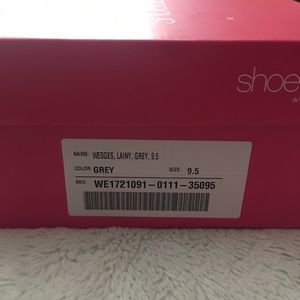 shoe
NAME: WEDGES, LAINY, GREY, 9.5
COLOR: GREY SIZE: 9.5
SKU: WE1721091-0111-35095